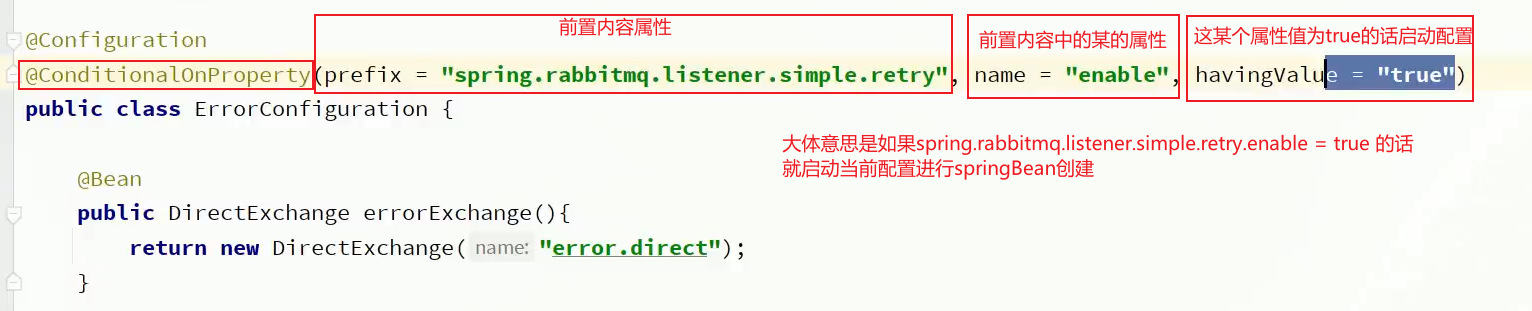 前置内容属性
前置内容中的某的属性
这某个属性值为true的话启动配置
@Configuration
@ConditionalOnProperty(prefix = "spring.rabbitmq.listener.simple.retry", name = "enable", havingValue = "true")
public class ErrorConfiguration {
大体意思是如果spring.rabbitmq.listener.simple.retry.enable = true 的话
就启动当前配置进行springBean创建
@Bean
public DirectExchange errorExchange(){
return new DirectExchange( name: "error.direct");
}